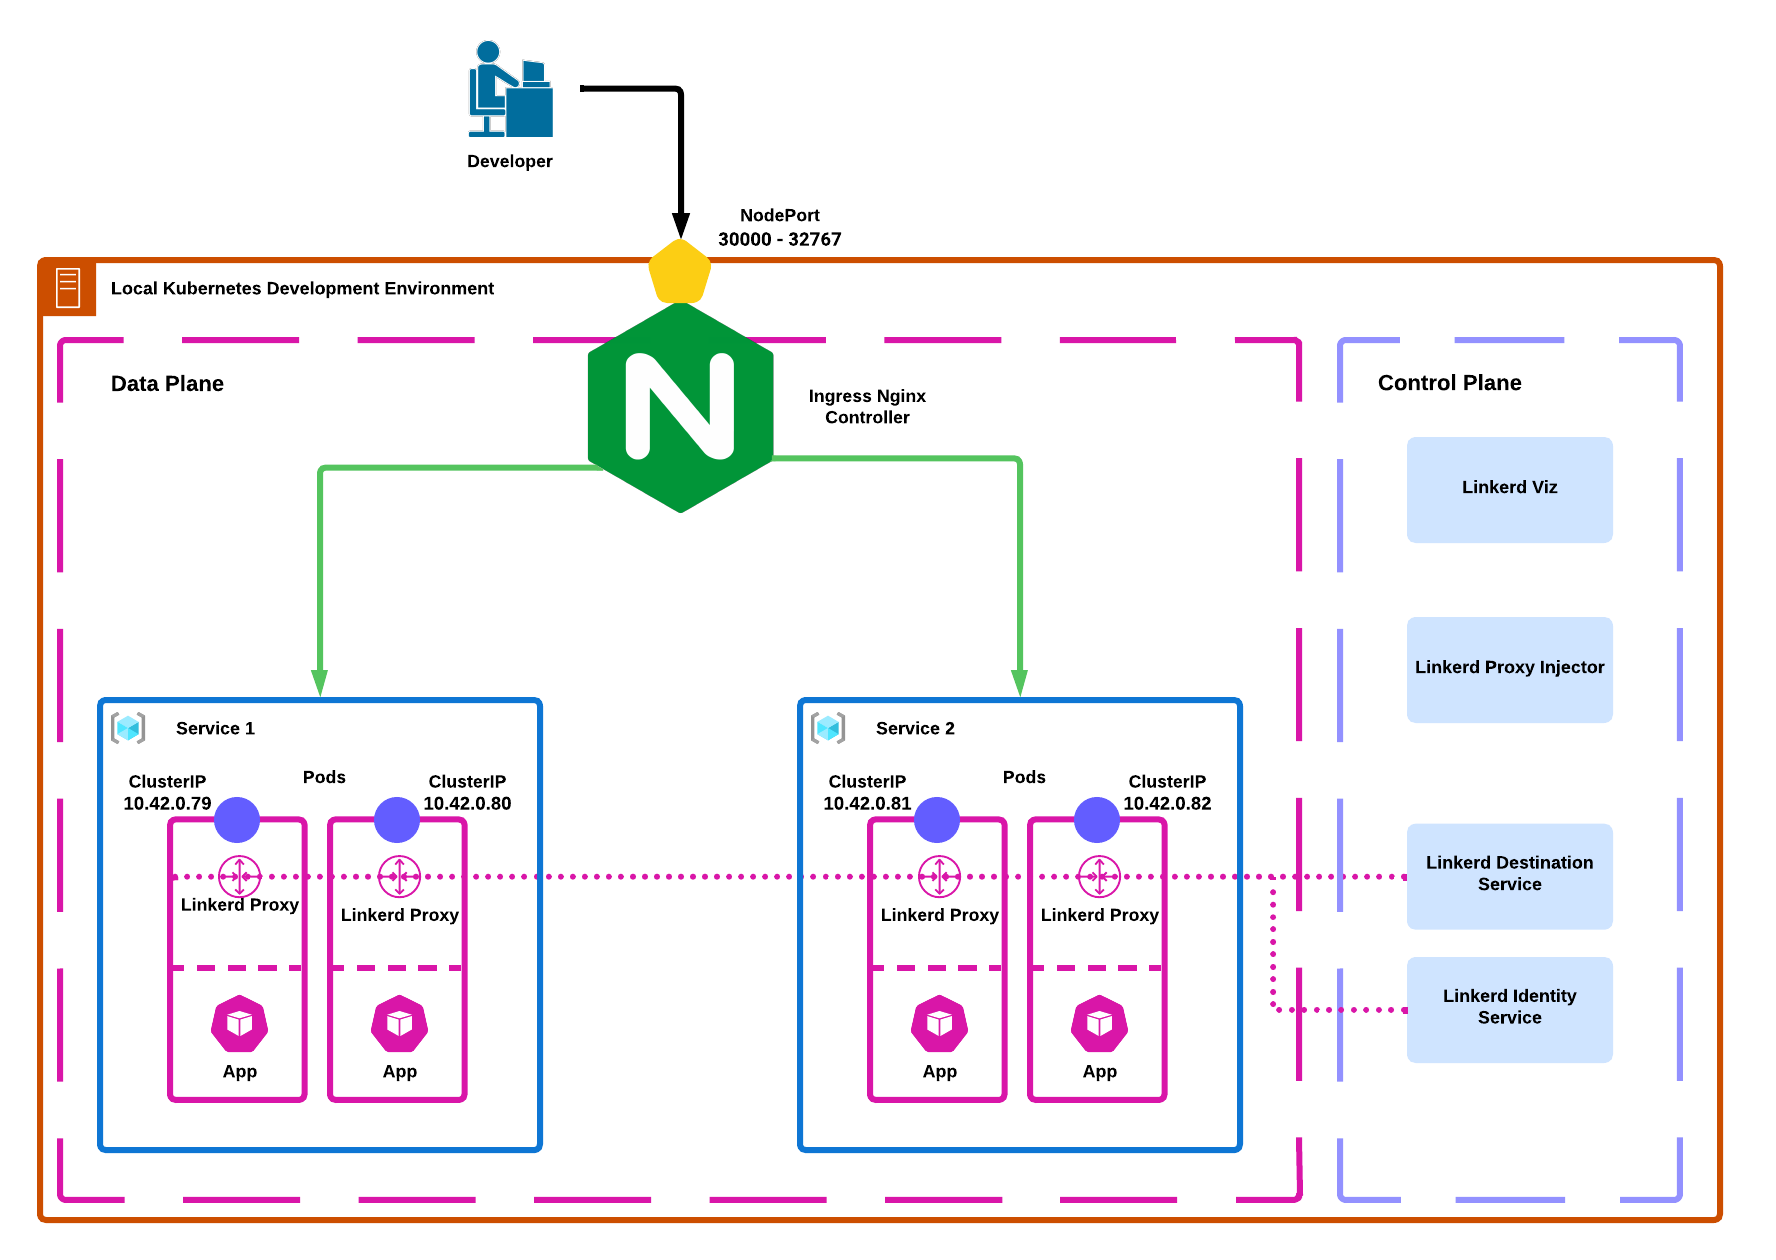 Developer
NodePort
30000 - 32767
Local Kubernetes Development Environment
Data Plane
Ingress Nginx
Controller
Control Plane
Linkerd Viz
Linkerd Proxy Injector
Linkerd Destination
Service
Linkerd Identity
Service
Service 1
ClusterIP
10.42.0.79
Pods
ClusterIP
10.42.0.80
Linkerd Proxy
Linkerd Proxy
App
App
Service 2
ClusterIP
10.42.0.81
Pods
ClusterIP
10.42.0.82
Linkerd Proxy
Linkerd Proxy
App
App